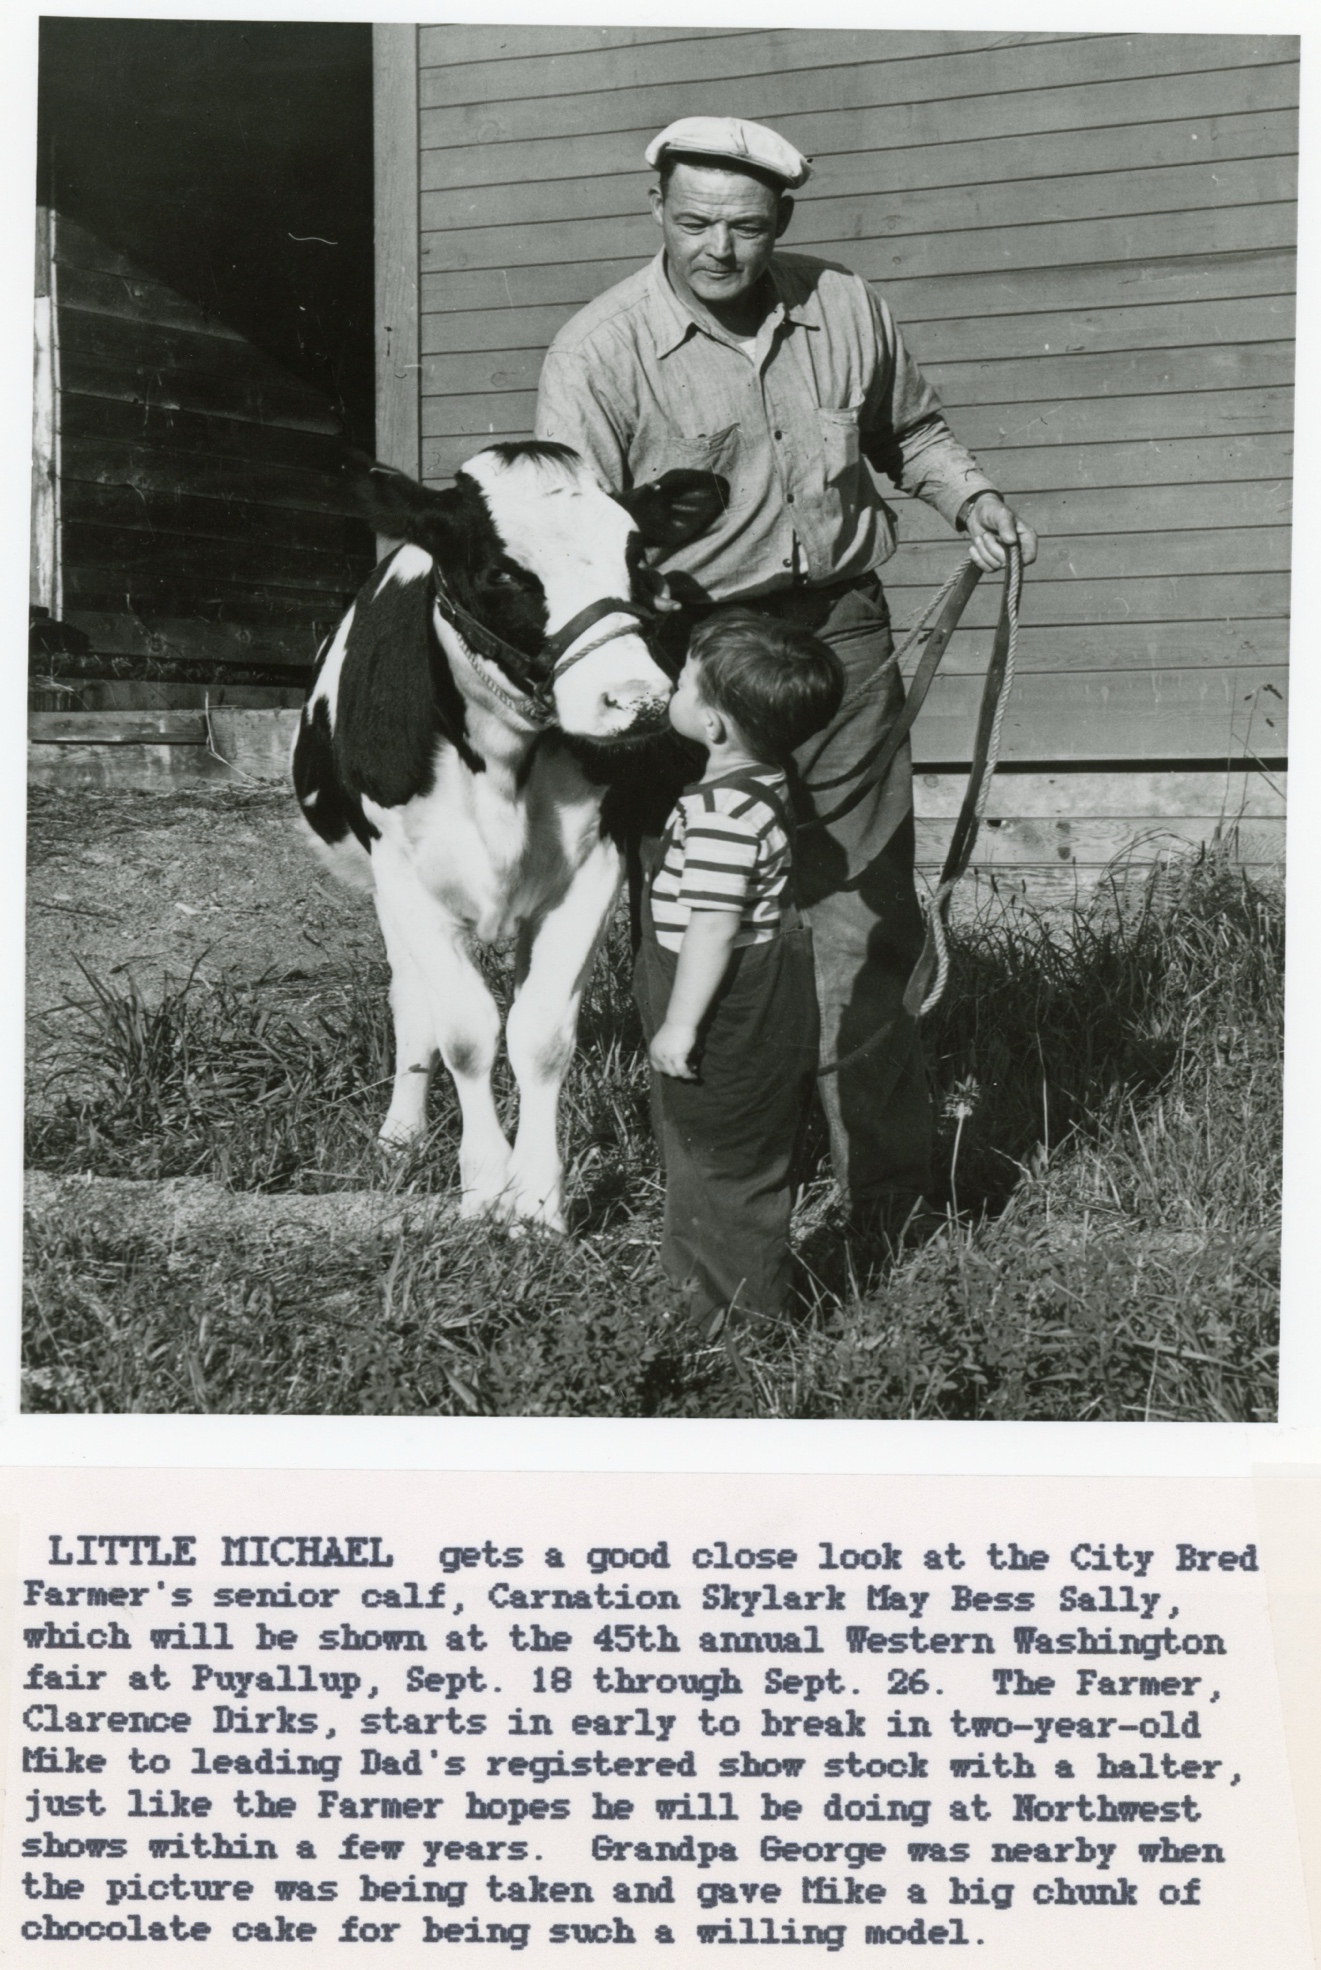 LITTLE MICHAEL gets a good close look at the City Bred
Farmer's senior calf, Carnation Skylark May Bess Sally,
which will be shown at the 45th annual Western Washington
fair at Puyallup, Sept. 18 through Sept. 26. The Farmer,
Clarence Dirks, starts in early to break in two-year-old
Mike to leading Dad's registered show stock with a halter,
just like the Farmer hopes he will be doing at Northwest
shows within a few years. Grandpa George was nearby when
the picture was being taken and gave Mike a big chunk of
chocolate cake for being such a willing model.